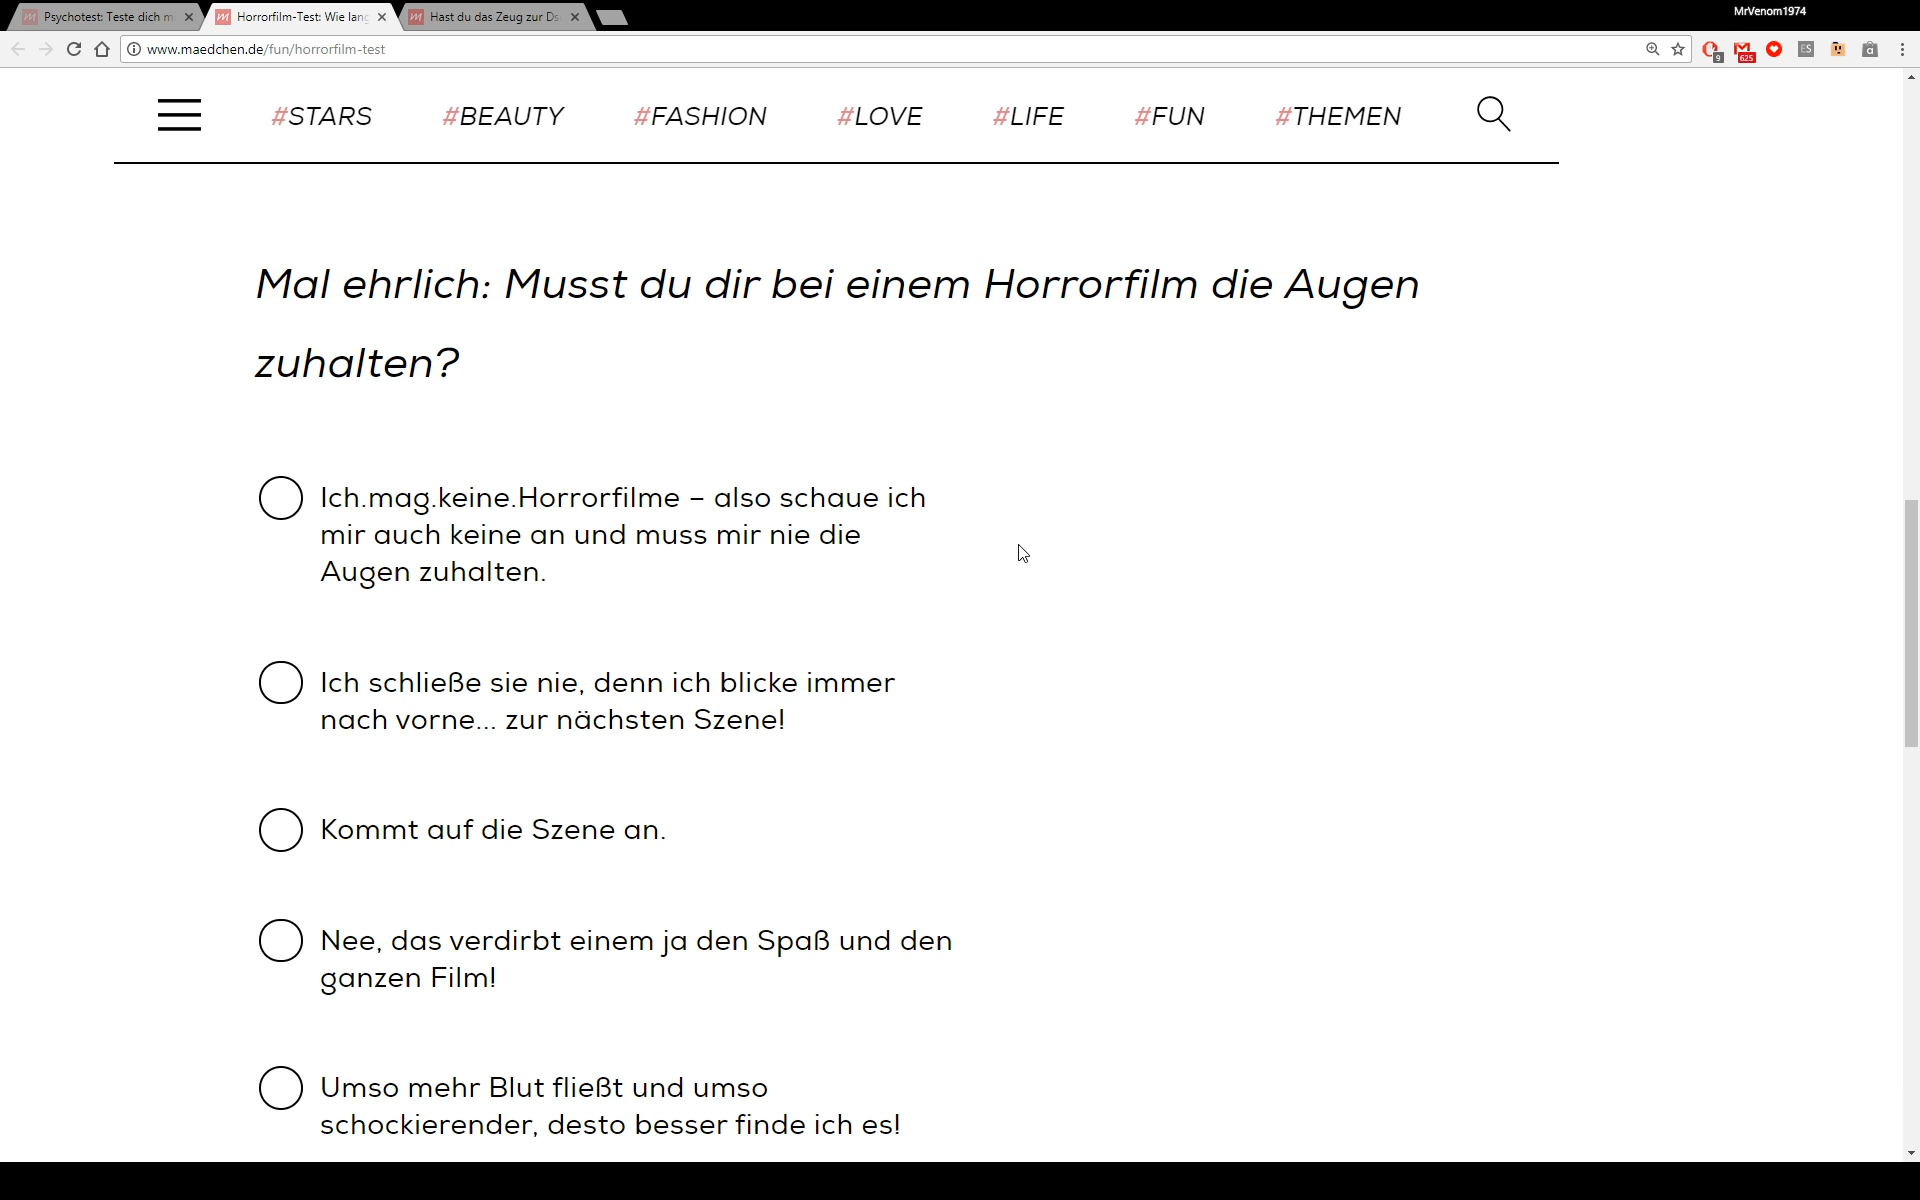 Psychotest: Teste dich m
Horrorfilm-Test: Wie lang
Hast du das Zeug zur Ds
MrVenom1974
www.maedchen.de/fun/horrorfilm-test
9
625
ES
#STARS
#BEAUTY
#FASHION
#LOVE
#LIFE
#FUN
#THEMEN
Mal ehrlich: Musst du dir bei einem Horrorfilm die Augen
zuhalten?
Ich.mag.keine.Horrorfilme – also schaue ich
mir auch keine an und muss mir nie die
Augen zuhalten.
Ich schließe sie nie, denn ich blicke immer
nach vorne... zur nächsten Szene!
Kommt auf die Szene an.
Nee, das verdirbt einem ja den Spaß und den
ganzen Film!
Umso mehr Blut fließt und umso
schockierender, desto besser finde ich es!